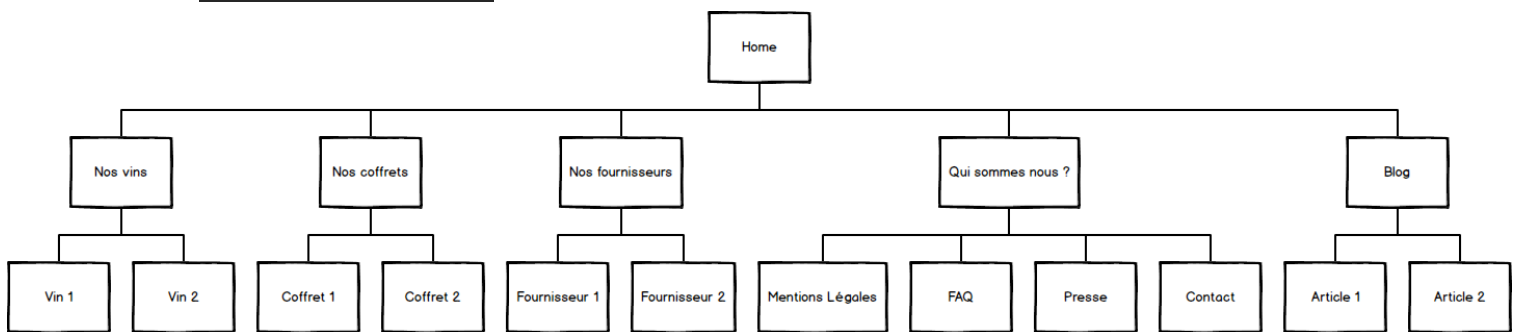 Home
Nos vins
Nos coffrets
Nos fournisseurs
Qui sommes nous ?
Blog
Vin 1
Vin 2
Coffret 1
Coffret 2
Fournisseur 1
Fournisseur 2
Mentions Légales
FAQ
Presse
Contact
Article 1
Article 2